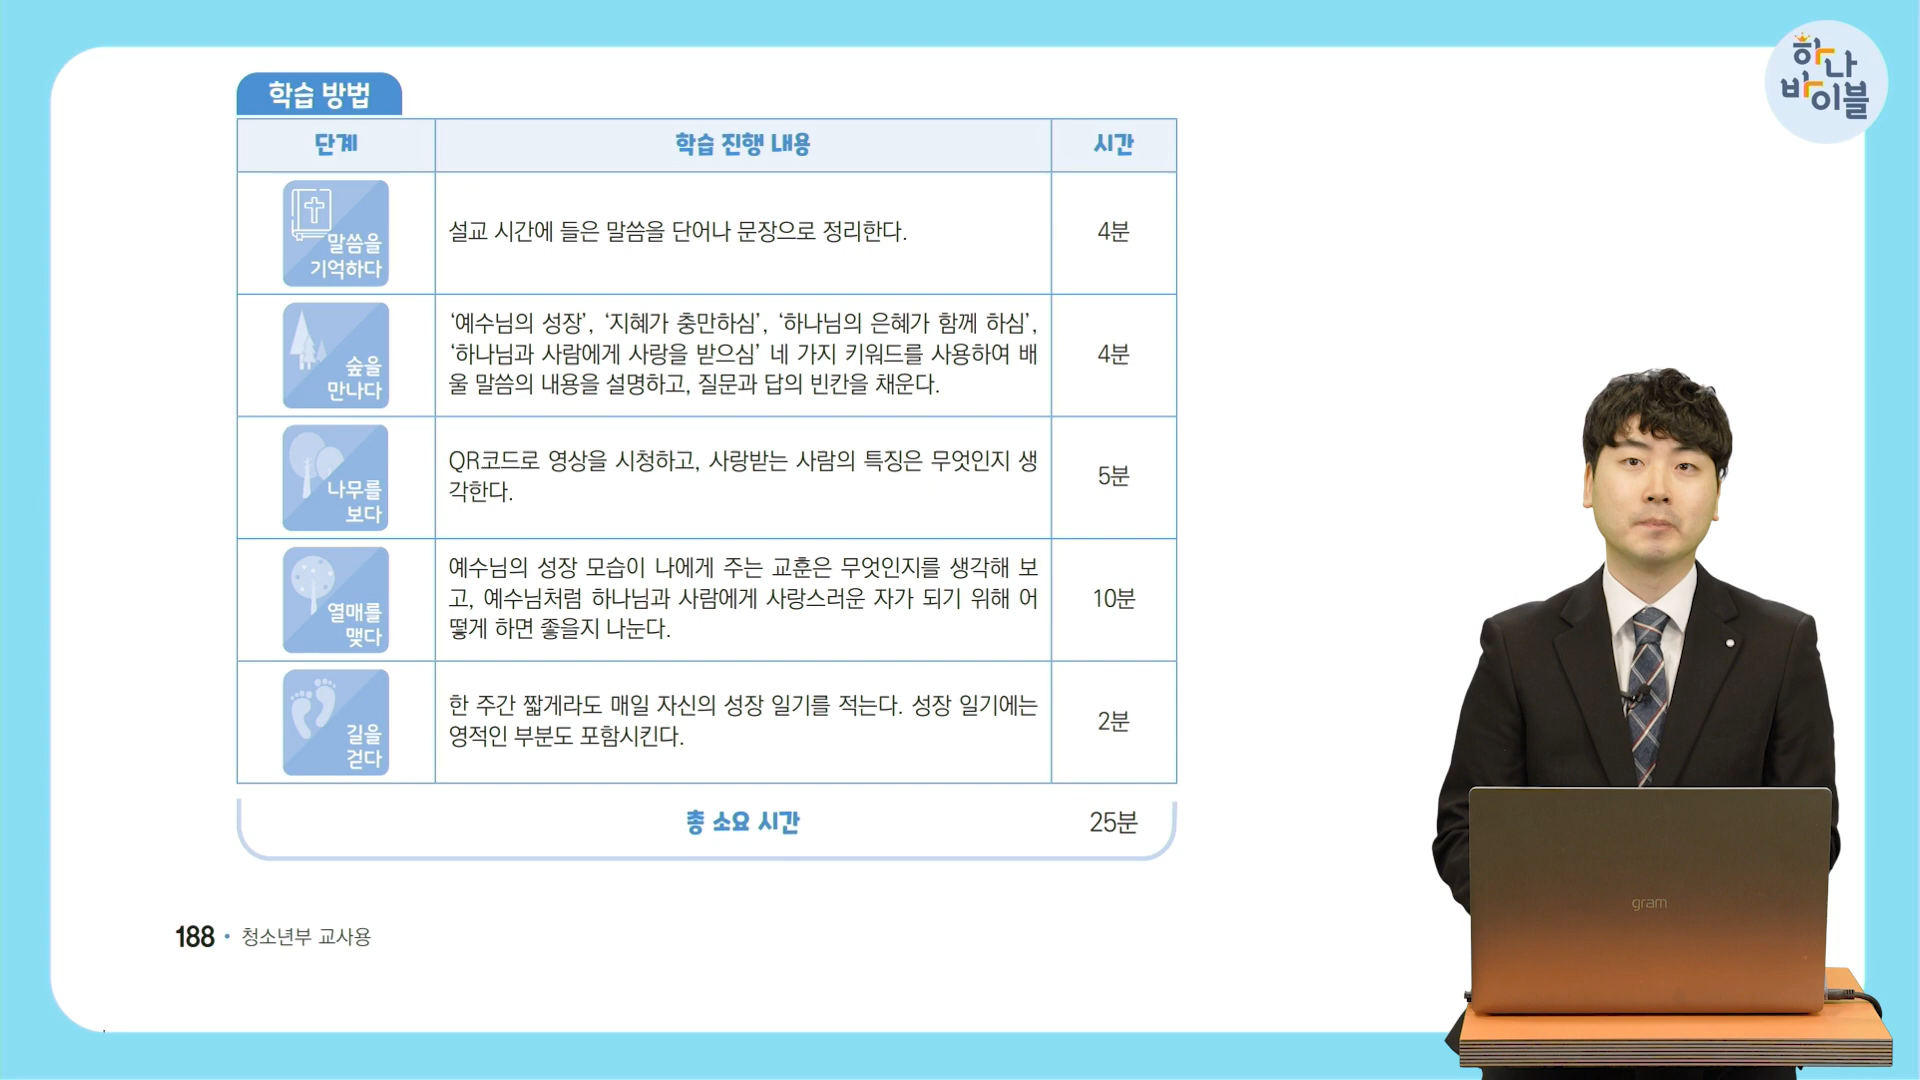 하나
바이블
학습 방법
단계 학습 진행 내용 시간
말씀을
기억하다
설교 시간에 들은 말씀을 단어나 문장으로 정리한다.
4분
숲을
만나다
‘예수님의 성장’, ‘지혜가 충만하심’, ‘하나님의 은혜가 함께 하심’,
‘하나님과 사람에게 사랑을 받으심’ 네 가지 키워드를 사용하여 배
울 말씀의 내용을 설명하고, 질문과 답의 빈칸을 채운다.
4분
나무를
보다
QR코드로 영상을 시청하고, 사랑받는 사람의 특징은 무엇인지 생
각한다.
5분
열매를
맺다
예수님의 성장 모습이 나에게 주는 교훈은 무엇인지를 생각해 보
고, 예수님처럼 하나님과 사람에게 사랑스러운 자가 되기 위해 어
떻게 하면 좋을지 나눈다.
10분
길을
걷다
한 주간 짧게라도 매일 자신의 성장 일기를 적는다. 성장 일기에는
영적인 부분도 포함시킨다.
2분
총 소요 시간 25분
188 • 청소년부 교사용
gram